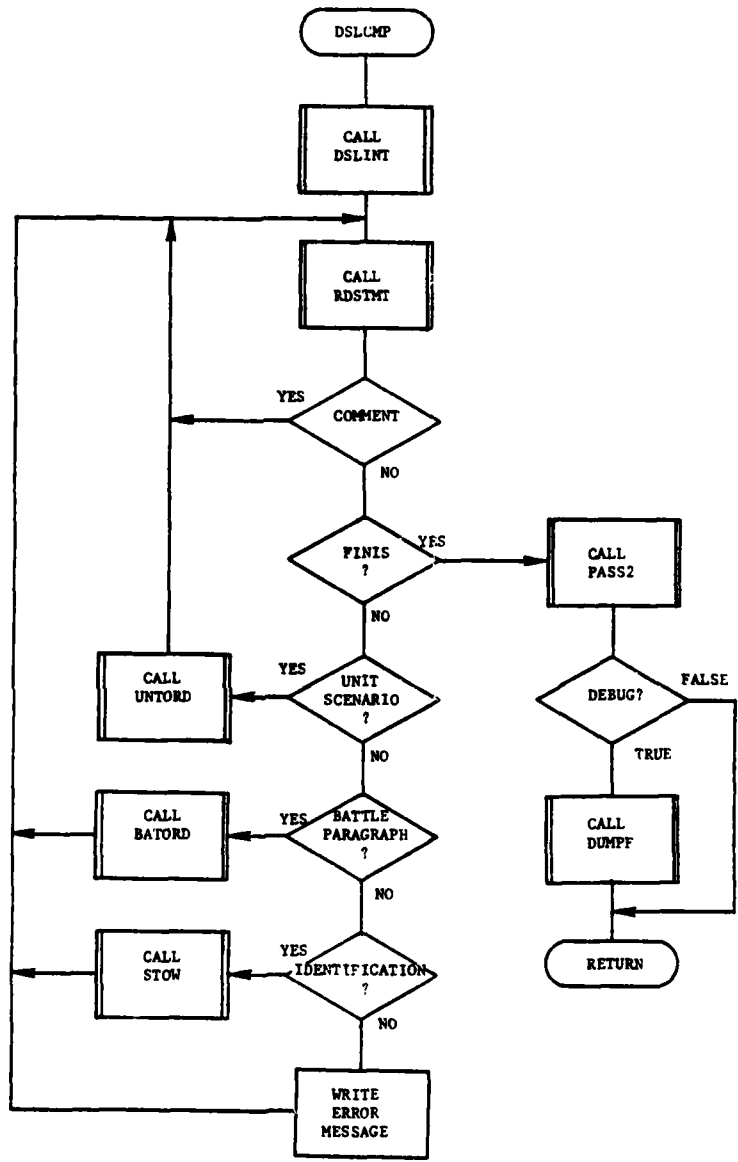 DSLCMP
CALL
DSLINT
CALL
RDSTMT
YES
COMMENT
NO
FINIS
?
YES
CALL
PASS2
NO
CALL
UNTORD
YES
UNIT
SCENARIO
?
DEBUG?
FALSE
NO
TRUE
CALL
BATORD
YES
BATTLE
PARAGRAPH
?
CALL
DUMPF
NO
CALL
STOW
YES
IDENTIFICATION
?
RETURN
NO
WRITE
ERROR
MESSAGE